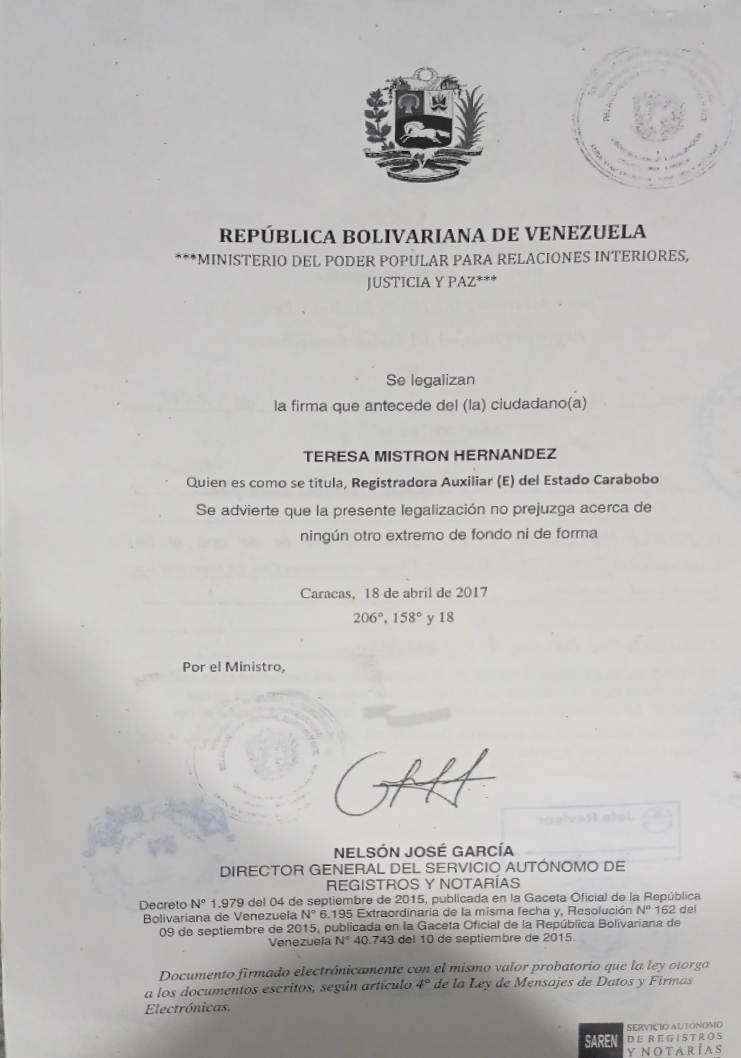 REPÚBLICA BOLIVARIANA DE VENEZUELA
***MINISTERIO DEL PODER POPULAR PARA RELACIONES INTERIORES,
JUSTICIA Y PAZ***
Se legalizan
la firma que antecede del (la) ciudadano(a)
TERESA MISTRON HERNANDEZ
Quien es como se titula, Registradora Auxiliar (E) del Estado Carabobo
Se advierte que la presente legalización no prejuzga acerca de
ningún otro extremo de fondo ni de forma
Caracas, 18 de abril de 2017
206°, 158° y 18
Por el Ministro,
Jefe Revisor
NELSÓN JOSÉ GARCÍA
DIRECTOR GENERAL DEL SERVICIO AUTÓNOMO DE
REGISTROS Y NOTARÍAS
Decreto N° 1.979 del 04 de septiembre de 2015, publicada en la Gaceta Oficial de la República
Bolivariana de Venezuela N° 6.195 Extraordinaria de la misma fecha y, Resolución N° 162 del
09 de septiembre de 2015, publicada en la Gaceta Oficial de la República Bolivariana de
Venezuela N° 40.743 del 10 de septiembre de 2015.
Documento firmado electrónicamente con el mismo valor probatorio que la ley otorga
a los documentos escritos, según artículo 4° de la Ley de Mensajes de Datos y Firmas
Electrónicas.
SAREN
SERVICIO AUTÓNOMO
DE REGISTROS
Y NOTARÍAS